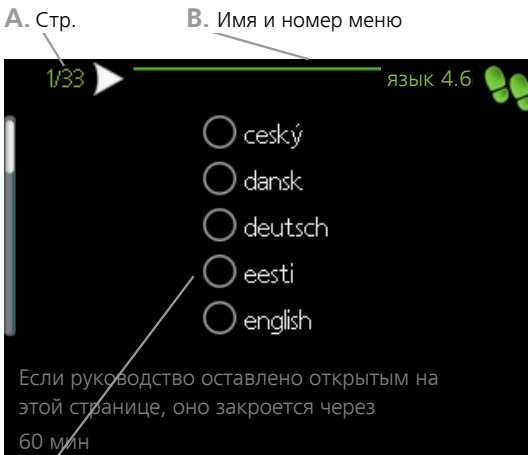 A. Стр.
B. Имя и номер меню
1/33
язык 4.6
ceský
dansk
deutsch
eesti
english
Если руководство оставлено открытым на
этой странице, оно закроется через
60 мин